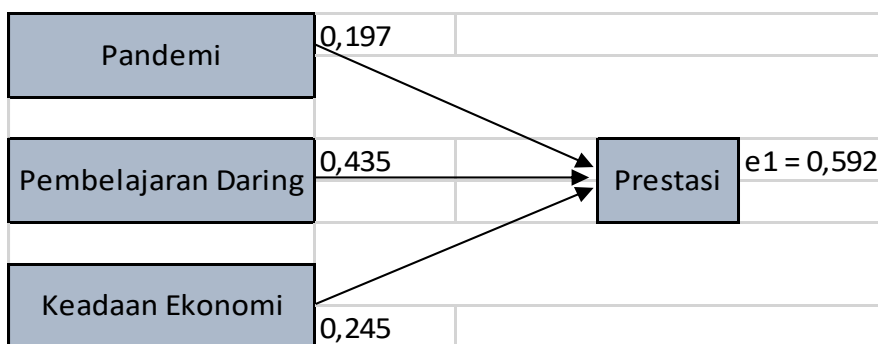 0,197
Pandemi
0,435
Pembelajaran Daring
Prestasi
e1 = 0,592
Keadaan Ekonomi
0,245